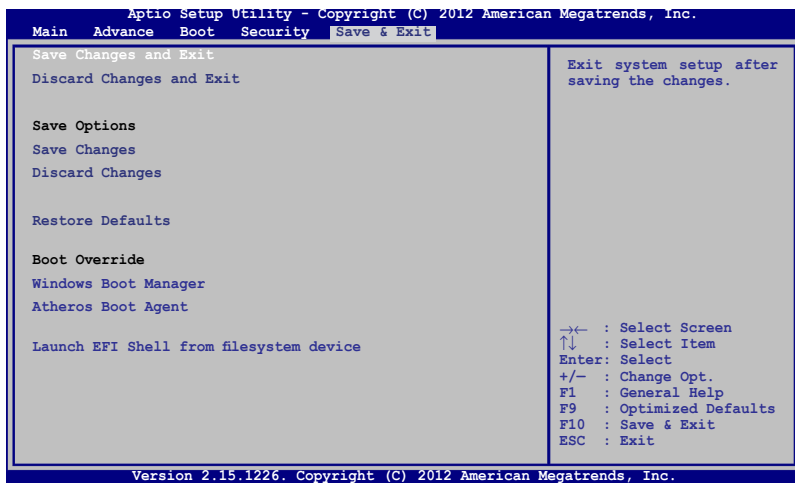 Aptio Setup Utility - Copyright (C) 2012 American Megatrends, Inc.
Main Advance Boot Security Save & Exit
Save Changes and Exit
Discard Changes and Exit
Save Options
Save Changes
Discard Changes
Restore Defaults
Boot Override
Windows Boot Manager
Atheros Boot Agent
Launch EFI Shell from filesystem device
Exit system setup after
saving the changes.
→← : Select Screen
↑↓ : Select Item
Enter: Select
+/— : Change Opt.
F1 : General Help
F9 : Optimized Defaults
F10 : Save & Exit
ESC : Exit
Version 2.15.1226. Copyright (C) 2012 American Megatrends, Inc.